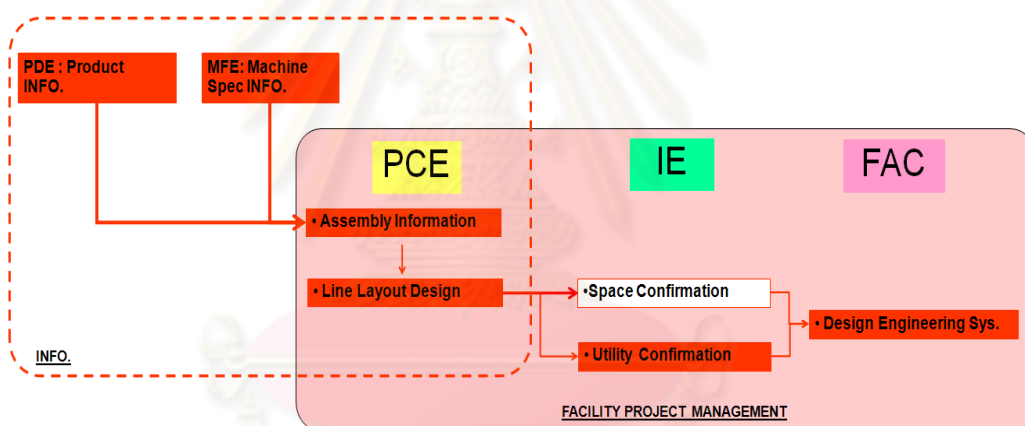 PDE : Product
INFO.
MFE: Machine
Spec INFO.
PCE
IE
FAC
• Assembly Information
• Line Layout Design
•Space Confirmation
• Utility Confirmation
• Design Engineering Sys.
INFO.
FACILITY PROJECT MANAGEMENT